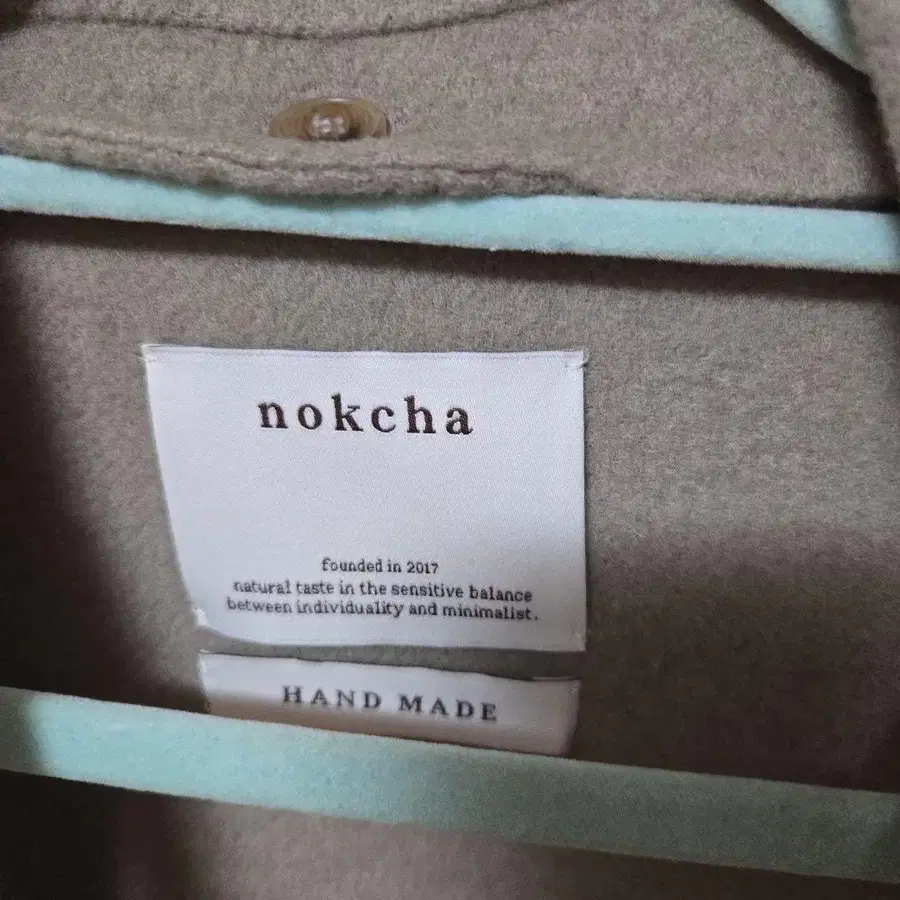 nokcha
founded in 2017
natural taste in the sensitive balance
between individuality and minimalist.
HAND MADE